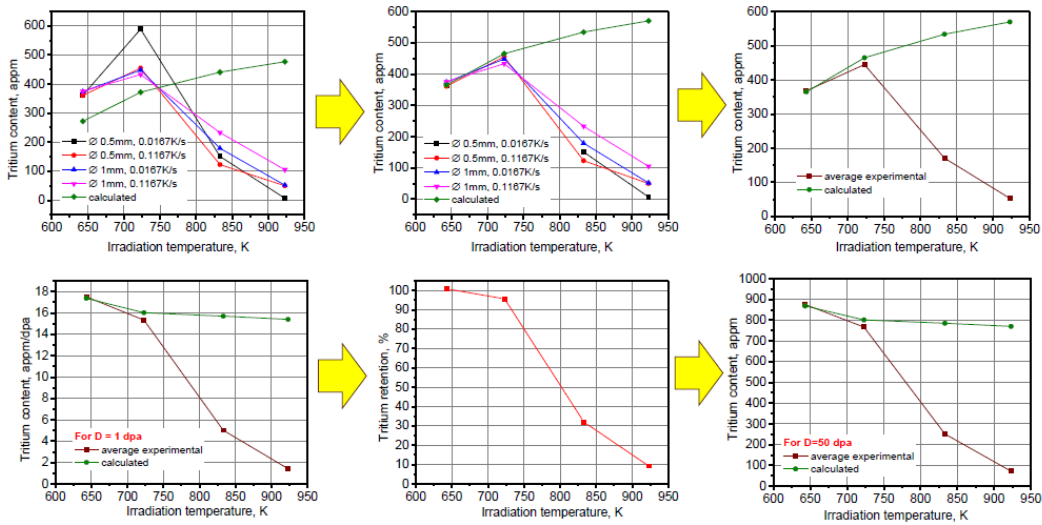 Tritium content, appm
600
500
400
300
200
100
0
Ø 0.5mm, 0.0167K/s
Ø 0.5mm, 0.1167K/s
Ø 1mm, 0.0167K/s
Ø 1mm, 0.1167K/s
calculated
600 650 700 750 800 850 900 950
Irradiation temperature, K
Tritium content, appm
600
500
400
300
200
100
0
Ø 0.5mm, 0.0167K/s
Ø 0.5mm, 0.1167K/s
Ø 1mm, 0.0167K/s
Ø 1mm, 0.1167K/s
calculated
600 650 700 750 800 850 900 950
Irradiation temperature, K
Tritium content, appm
600
500
400
300
200
100
0
average experimental
calculated
600 650 700 750 800 850 900 950
Irradiation temperature, K
Tritium content, appm/dpa
18
16
14
12
10
8
6
4
2
0
For D = 1 dpa
average experimental
calculated
600 650 700 750 800 850 900 950
Irradiation temperature, K
Tritium retention, %
100
90
80
70
60
50
40
30
20
10
0
600 650 700 750 800 850 900 950
Irradiation temperature, K
Tritium content, appm
1000
900
800
700
600
500
400
300
200
100
0
For D=50 dpa
average experimental
calculated
600 650 700 750 800 850 900 950
Irradiation temperature, K